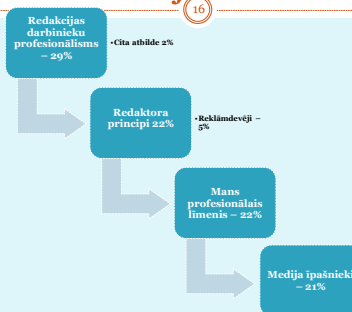 16
Redakcijas
darbinieku
profesionālisms
– 29%
•Cita atbilde 2%
Redaktora
principi 22%
•Reklāmdevēji –
5%
Mans
profesionālais
līmenis – 22%
Medija īpašnieki
– 21%